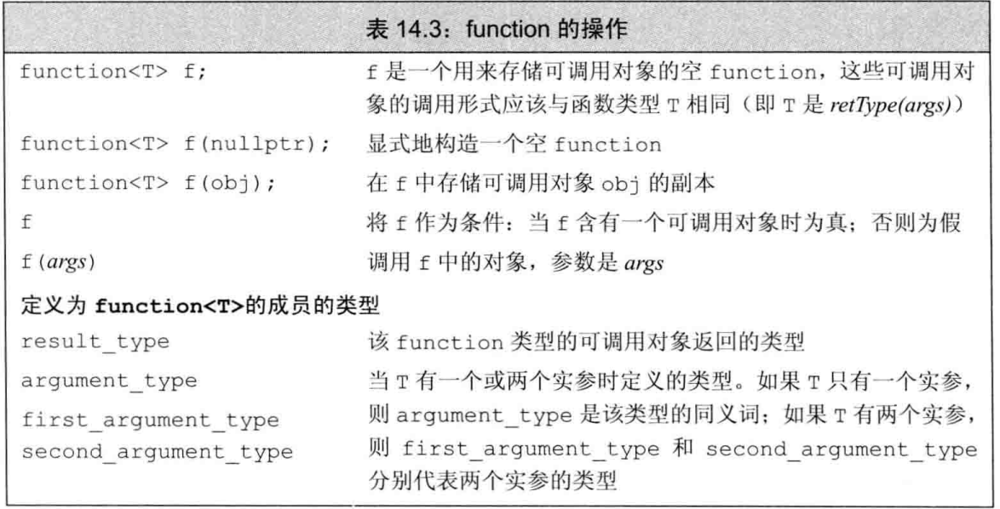 表 14.3：function 的操作
function<T> f; f 是一个用来存储可调用对象的空 function，这些可调用对
象的调用形式应该与函数类型 T 相同（即 T 是 retType(args)）
function<T> f(nullptr); 显式地构造一个空 function
function<T> f(obj); 在 f 中存储可调用对象 obj 的副本
f 将 f 作为条件：当 f 含有一个可调用对象时为真；否则为假
f(args) 调用 f 中的对象，参数是 args
定义为 function<T>的成员的类型
result_type 该 function 类型的可调用对象返回的类型
argument_type 当 T 有一个或两个实参时定义的类型。如果 T 只有一个实参，
first_argument_type 则 argument_type 是该类型的同义词；如果 T 有两个实参，
second_argument_type 则 first_argument_type 和 second_argument_type
分别代表两个实参的类型